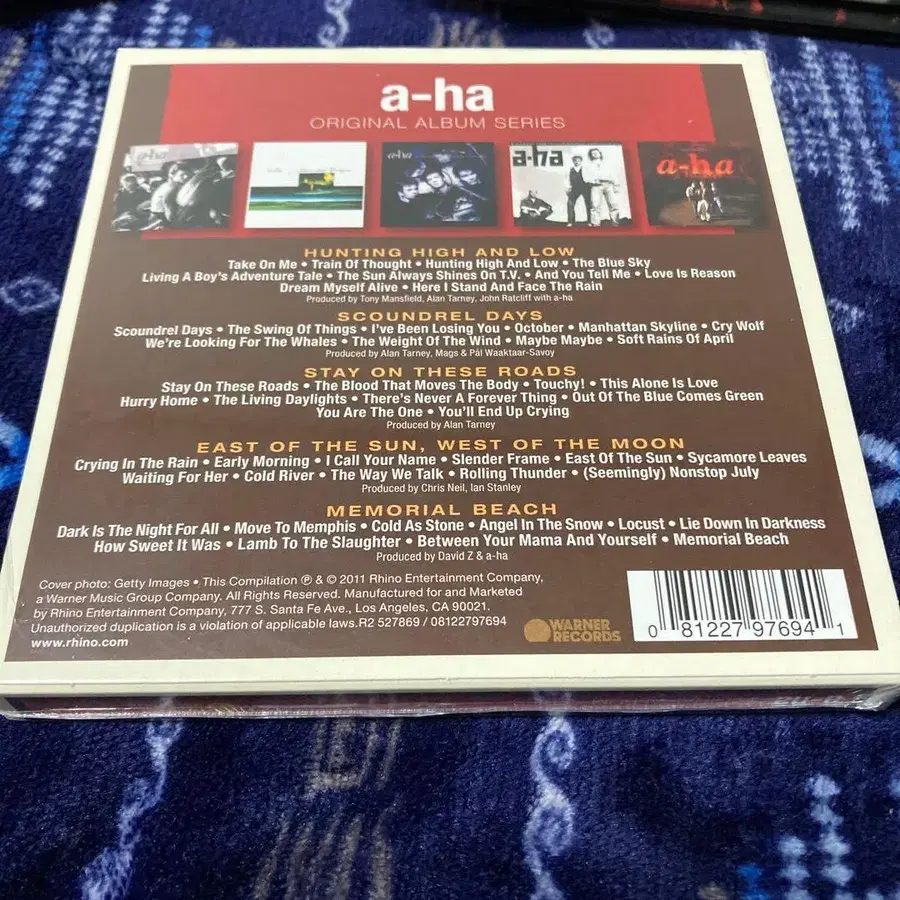 a-ha
ORIGINAL ALBUM SERIES
a-ha
a-ha
a-ha
a-ha
HUNTING HIGH AND LOW
Take On Me • Train Of Thought • Hunting High And Low • The Blue Sky
Living A Boy's Adventure Tale • The Sun Always Shines On T.V. • And You Tell Me • Love Is Reason
Dream Myself Alive • Here I Stand And Face The Rain
Produced by Tony Mansfield, Alan Tarney, John Ratcliff with a-ha
SCOUNDREL DAYS
Scoundrel Days • The Swing Of Things • I've Been Losing You • October • Manhattan Skyline • Cry Wolf
We're Looking For The Whales • The Weight Of The Wind • Maybe Maybe • Soft Rains Of April
Produced by Alan Tarney, Mags & Pål Waaktaar-Savoy
STAY ON THESE ROADS
Stay On These Roads • The Blood That Moves The Body • Touchy! • This Alone Is Love
Hurry Home • The Living Daylights • There's Never A Forever Thing • Out Of The Blue Comes Green
You Are The One • You'll End Up Crying
Produced by Alan Tarney
EAST OF THE SUN, WEST OF THE MOON
Crying In The Rain • Early Morning • I Call Your Name • Slender Frame • East Of The Sun • Sycamore Leaves
Waiting For Her • Cold River • The Way We Talk • Rolling Thunder • (Seemingly) Nonstop July
Produced by Chris Neil, Ian Stanley
MEMORIAL BEACH
Dark Is The Night For All • Move To Memphis • Cold As Stone • Angel In The Snow • Locust • Lie Down In Darkness
How Sweet It Was • Lamb To The Slaughter • Between Your Mama And Yourself • Memorial Beach
Produced by David Z & a-ha
Cover photo: Getty Images • This Compilation ℗ & © 2011 Rhino Entertainment Company,
a Warner Music Group Company. All Rights Reserved. Manufactured for and Marketed
by Rhino Entertainment Company, 777 S. Santa Fe Ave., Los Angeles, CA 90021.
Unauthorized duplication is a violation of applicable laws.R2 527869 / 08122797694
www.rhino.com
WARNER
RECORDS
0 81227 97694 1